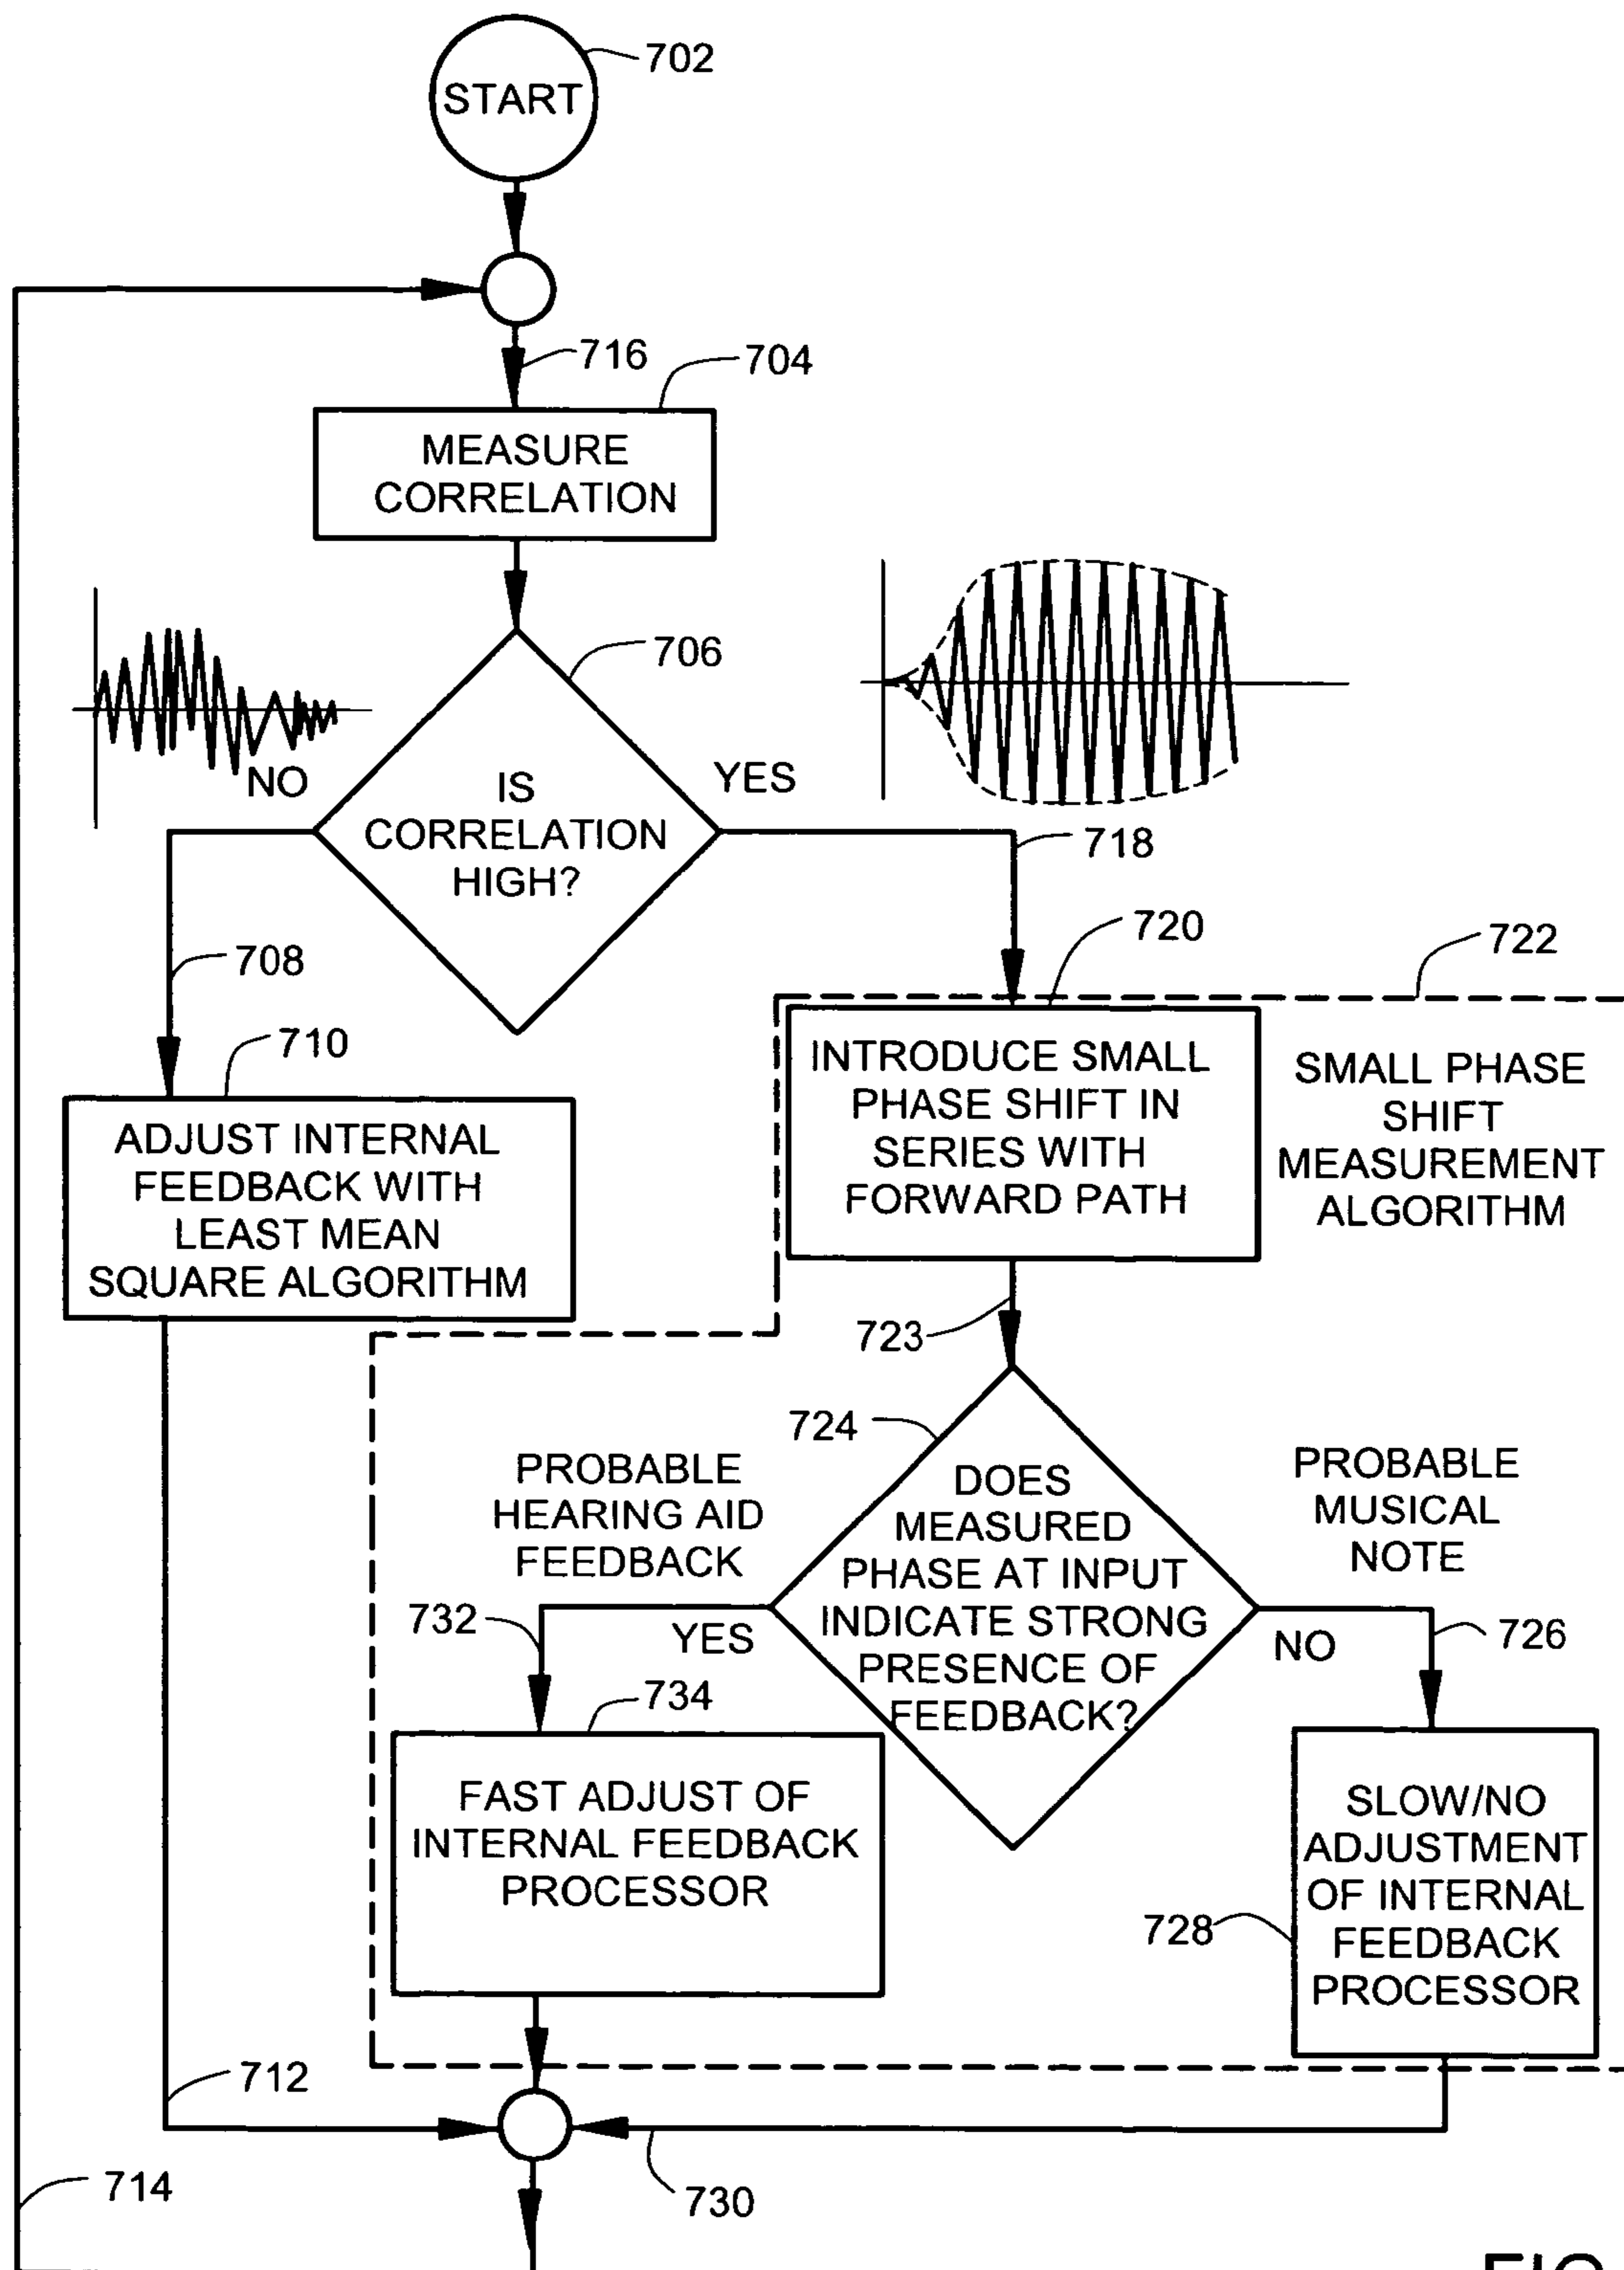 702
START
716
704
MEASURE
CORRELATION
706
NO
YES
IS
CORRELATION
HIGH?
718
708
720
722
710
ADJUST INTERNAL
FEEDBACK WITH
LEAST MEAN
SQUARE ALGORITHM
INTRODUCE SMALL
PHASE SHIFT IN
SERIES WITH
FORWARD PATH
SMALL PHASE
SHIFT
MEASUREMENT
ALGORITHM
723
724
PROBABLE
HEARING AID
FEEDBACK
DOES
MEASURED
PHASE AT INPUT
INDICATE STRONG
PRESENCE OF
FEEDBACK?
PROBABLE
MUSICAL
NOTE
732
YES
NO
726
734
FAST ADJUST OF
INTERNAL FEEDBACK
PROCESSOR
728
SLOW/NO
ADJUSTMENT
OF INTERNAL
FEEDBACK
PROCESSOR
712
714
730